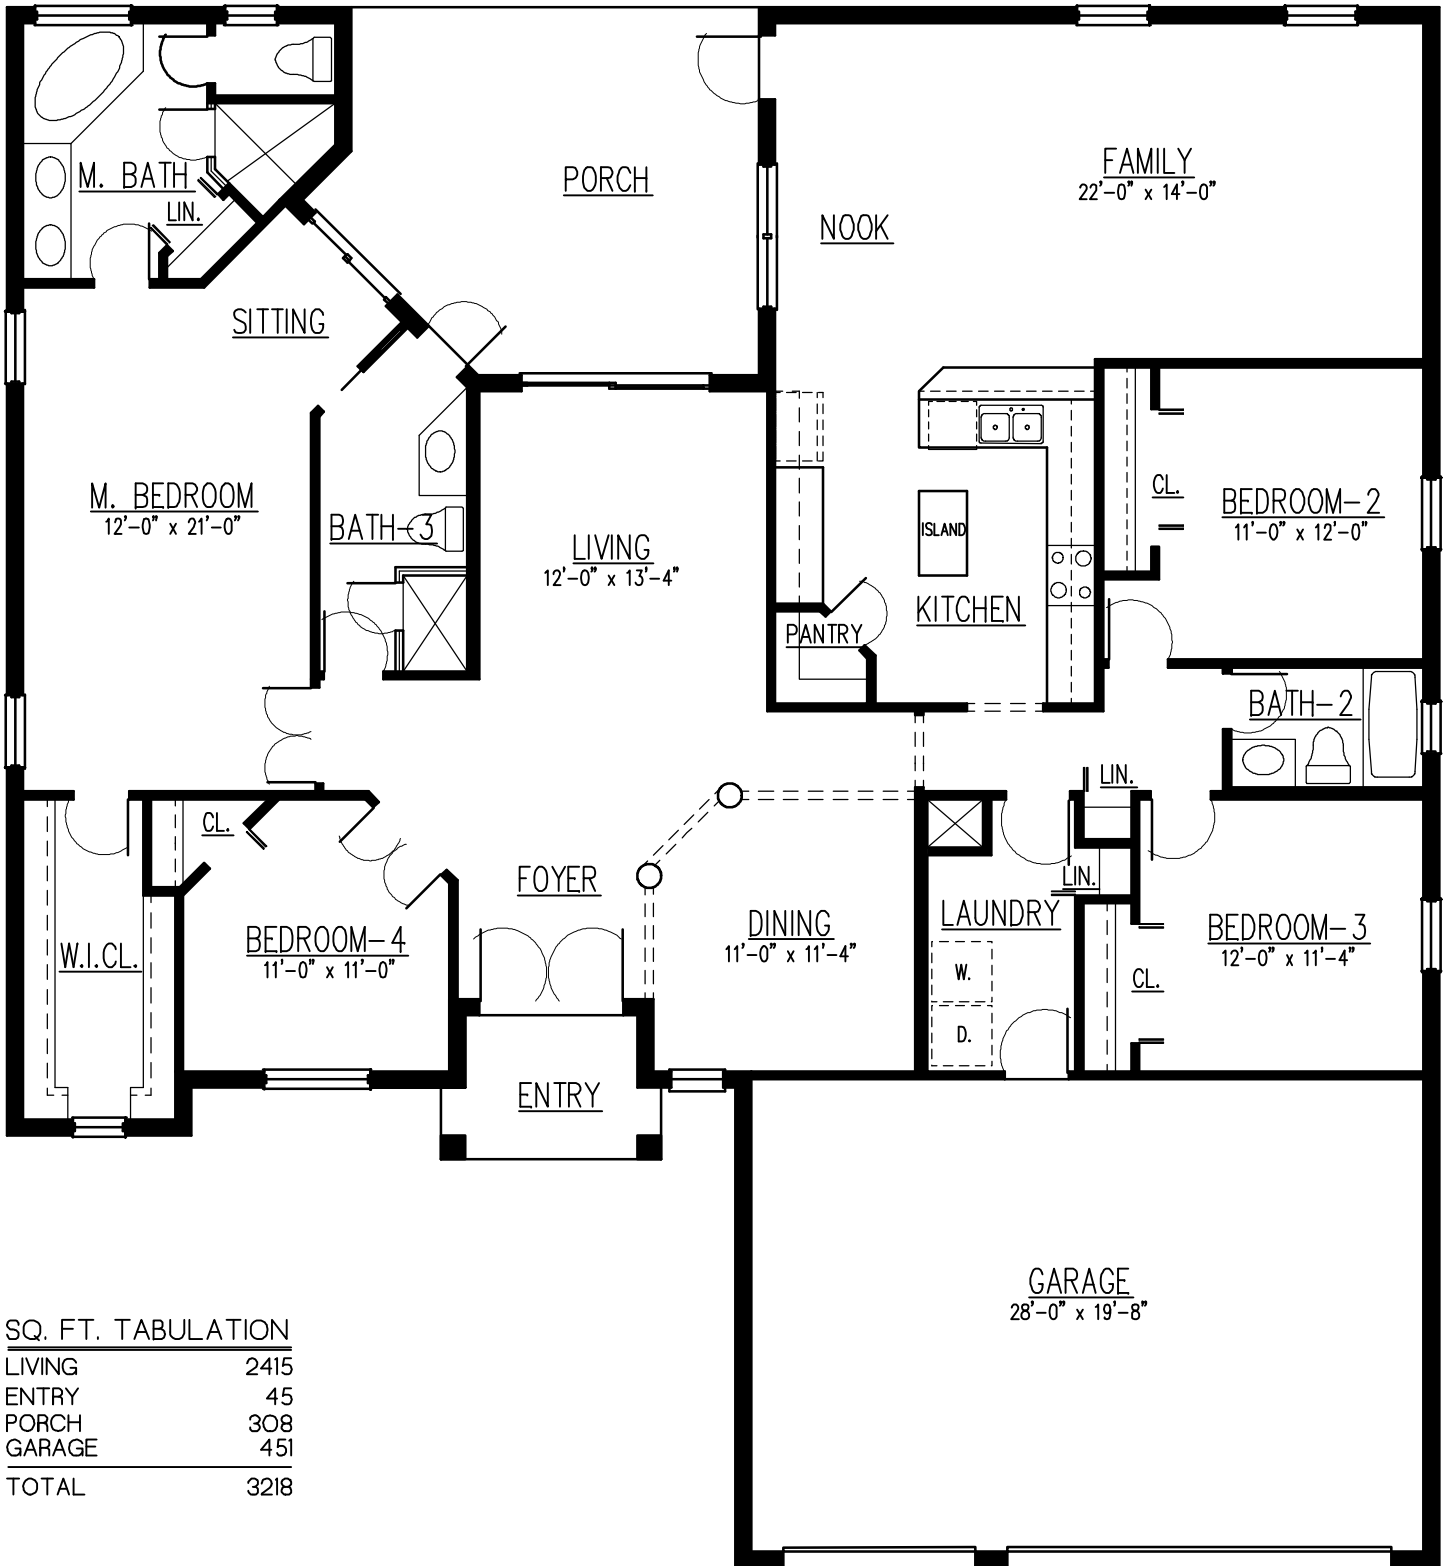 M. BATH
LIN.
PORCH
NOOK
FAMILY
22'-0" x 14'-0"
SITTING
M. BEDROOM
12'-0" x 21'-0"
BATH-3
LIVING
12'-0" x 13'-4"
ISLAND
KITCHEN
PANTRY
CL.
BEDROOM-2
11'-0" x 12'-0"
BATH-2
LIN.
CL.
FOYER
LIN.
W.I.CL.
BEDROOM-4
11'-0" x 11'-0"
DINING
11'-0" x 11'-4"
LAUNDRY
W.
D.
CL.
BEDROOM-3
12'-0" x 11'-4"
ENTRY
GARAGE
28'-0" x 19'-8"
SQ. FT. TABULATION
LIVING 2415
ENTRY 45
PORCH 308
GARAGE 451
TOTAL 3218